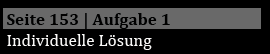 Seite 153 | Aufgabe 1
Individuelle Lösung